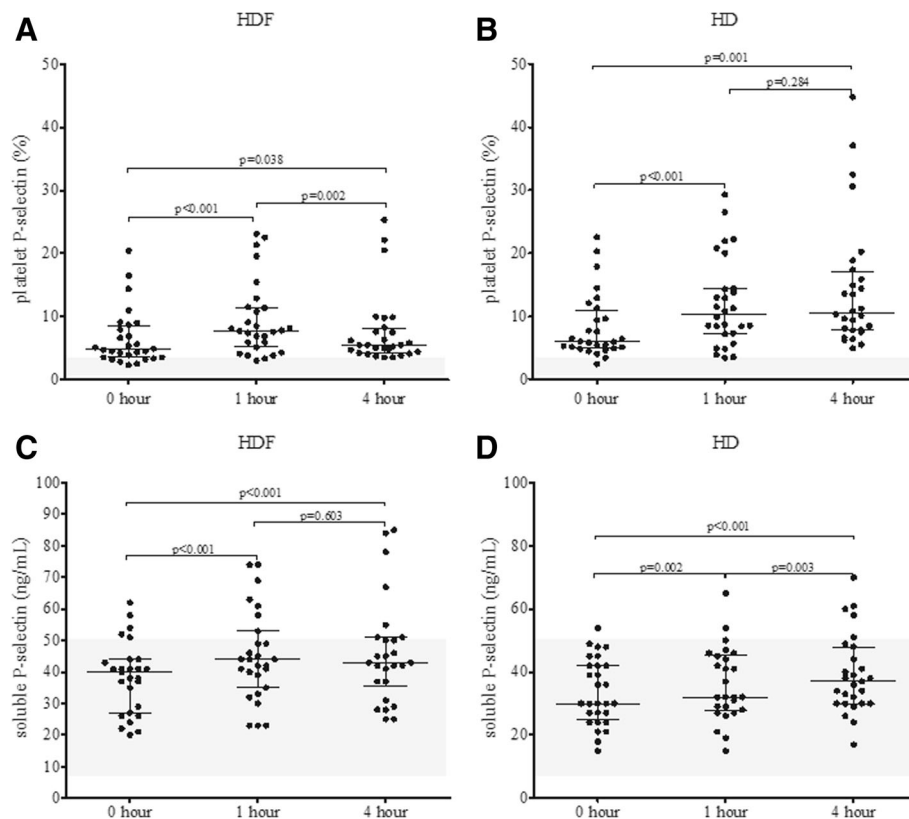 A
HDF
50
40
30
20
10
0
platelet P-selectin (%)
p=0.038
p<0.001
p=0.002
0 hour
1 hour
4 hour
B
HD
50
40
30
20
10
0
platelet P-selectin (%)
p=0.001
p=0.284
p<0.001
0 hour
1 hour
4 hour
C
HDF
100
90
80
70
60
50
40
30
20
10
0
soluble P-selectin (ng/mL)
p<0.001
p=0.603
p<0.001
0 hour
1 hour
4 hour
D
HD
100
80
60
40
20
0
soluble P-selectin (ng/mL)
p<0.001
p=0.002
p=0.003
0 hour
1 hour
4 hour